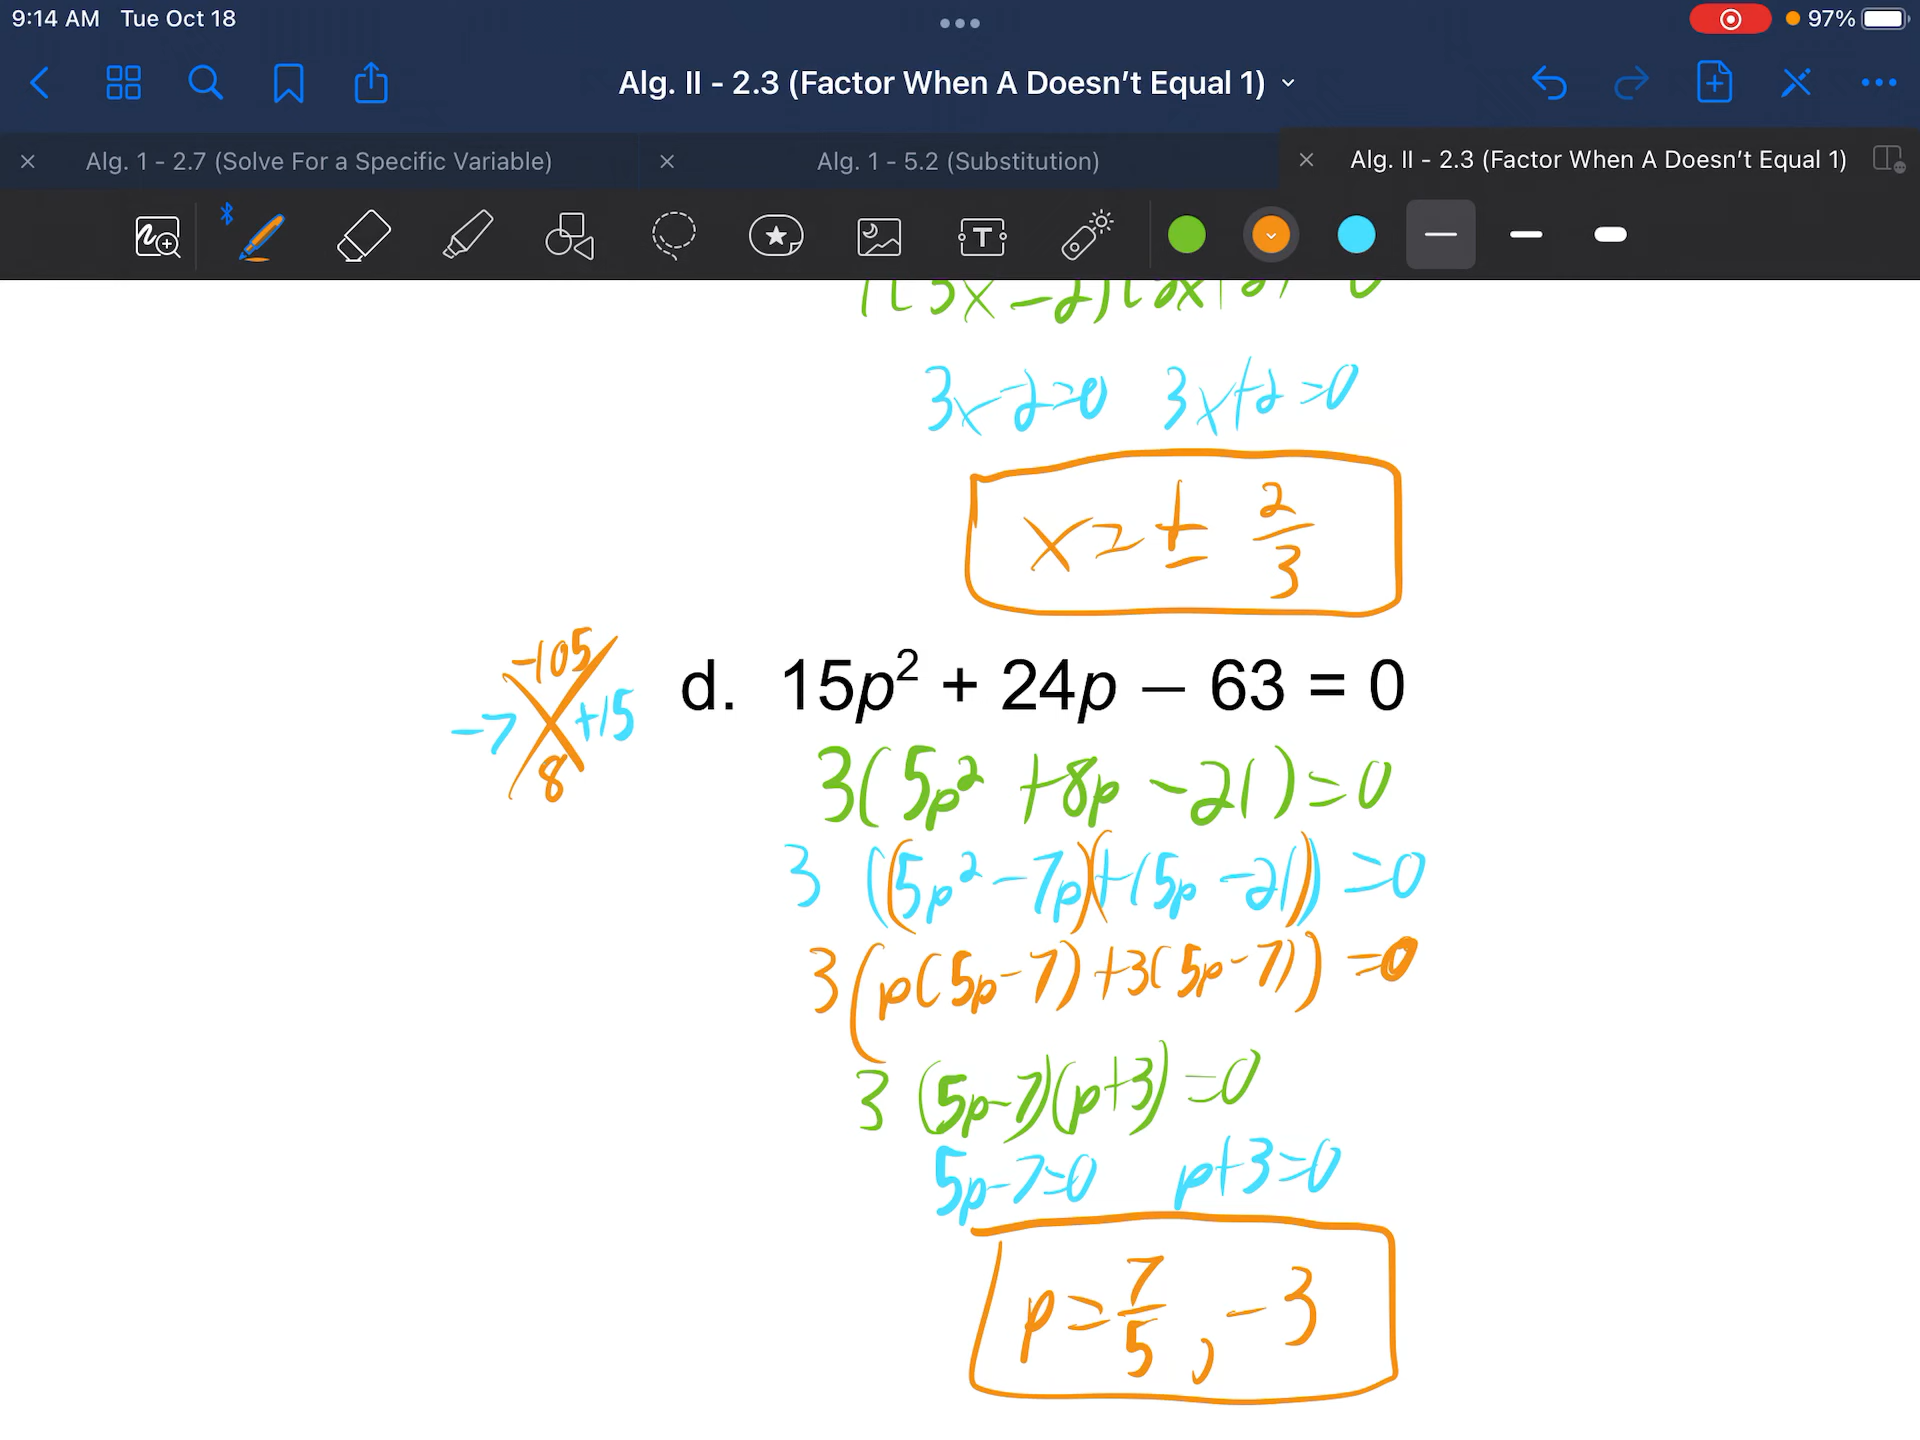 9:14 AM Tue Oct 18
97%
Alg. II - 2.3 (Factor When A Doesn't Equal 1)
Alg. 1 - 2.7 (Solve For a Specific Variable)
Alg. 1 - 5.2 (Substitution)
Alg. II - 2.3 (Factor When A Doesn't Equal 1)
T
3x-2=0 3x+2=0
x = ± 2/3
-105
-7 +15
8
d. 15p² + 24p – 63 = 0
3(5p² +8p -21)=0
3 ((5p²-7p)(+15p -21)) =0
3(p(5p-7)+3(5p-7)) =0
3 (5p-7)(p+3)=0
5p-7=0 p+3=0
p = 7/5 , -3